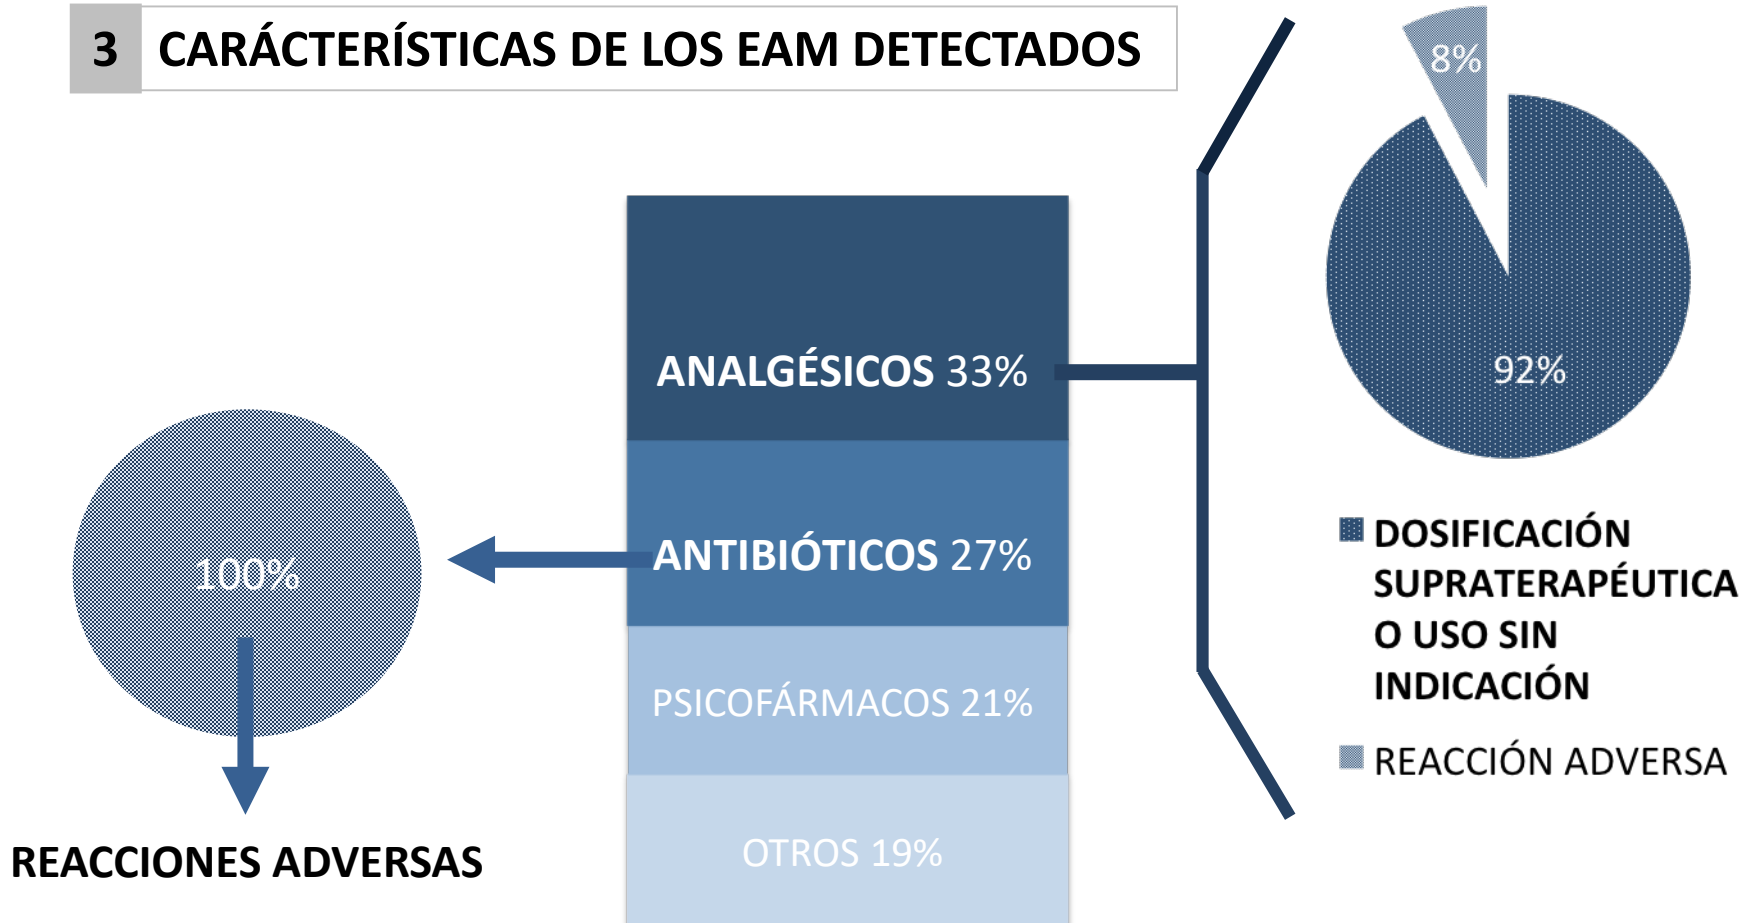 3 CARÁCTERÍSTICAS DE LOS EAM DETECTADOS
8%
92%
ANALGÉSICOS 33%
ANTIBIÓTICOS 27%
PSICOFÁRMACOS 21%
OTROS 19%
100%
REACCIONES ADVERSAS
DOSIFICACIÓN
SUPRATERAPÉUTICA
O USO SIN
INDICACIÓN
REACCIÓN ADVERSA